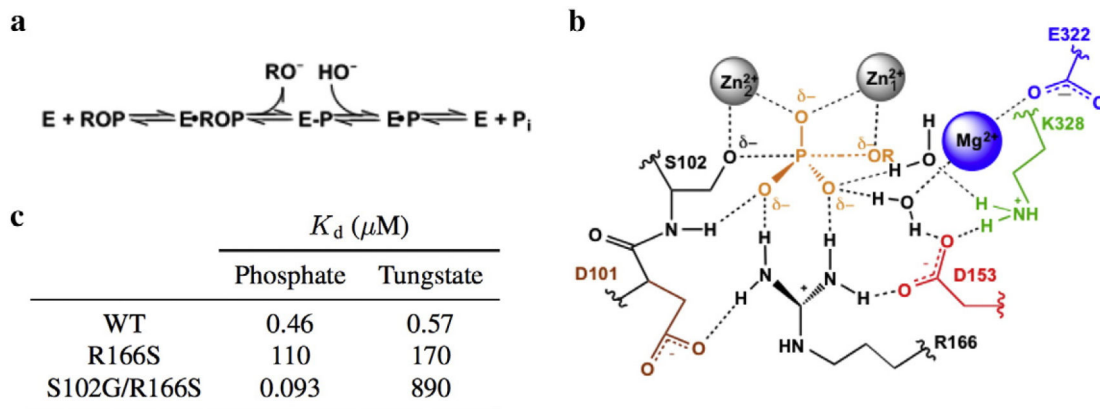 a
RO⁻ HO⁻
E + ROP E•ROP E-P E•P E + Pᵢ
b
E322
Zn²⁺₂ Zn²⁺₁
O
−
O
δ−
O
Mg²⁺
K328
H
δ− δ−
S102 O P OR O
H
O O H
δ− δ− O H + NH
H H
N H H H
O H H O
D101 N N − D153
H + H O
O
− O HN R166
c
K_d (μM)
Phosphate Tungstate
WT 0.46 0.57
R166S 110 170
S102G/R166S 0.093 890